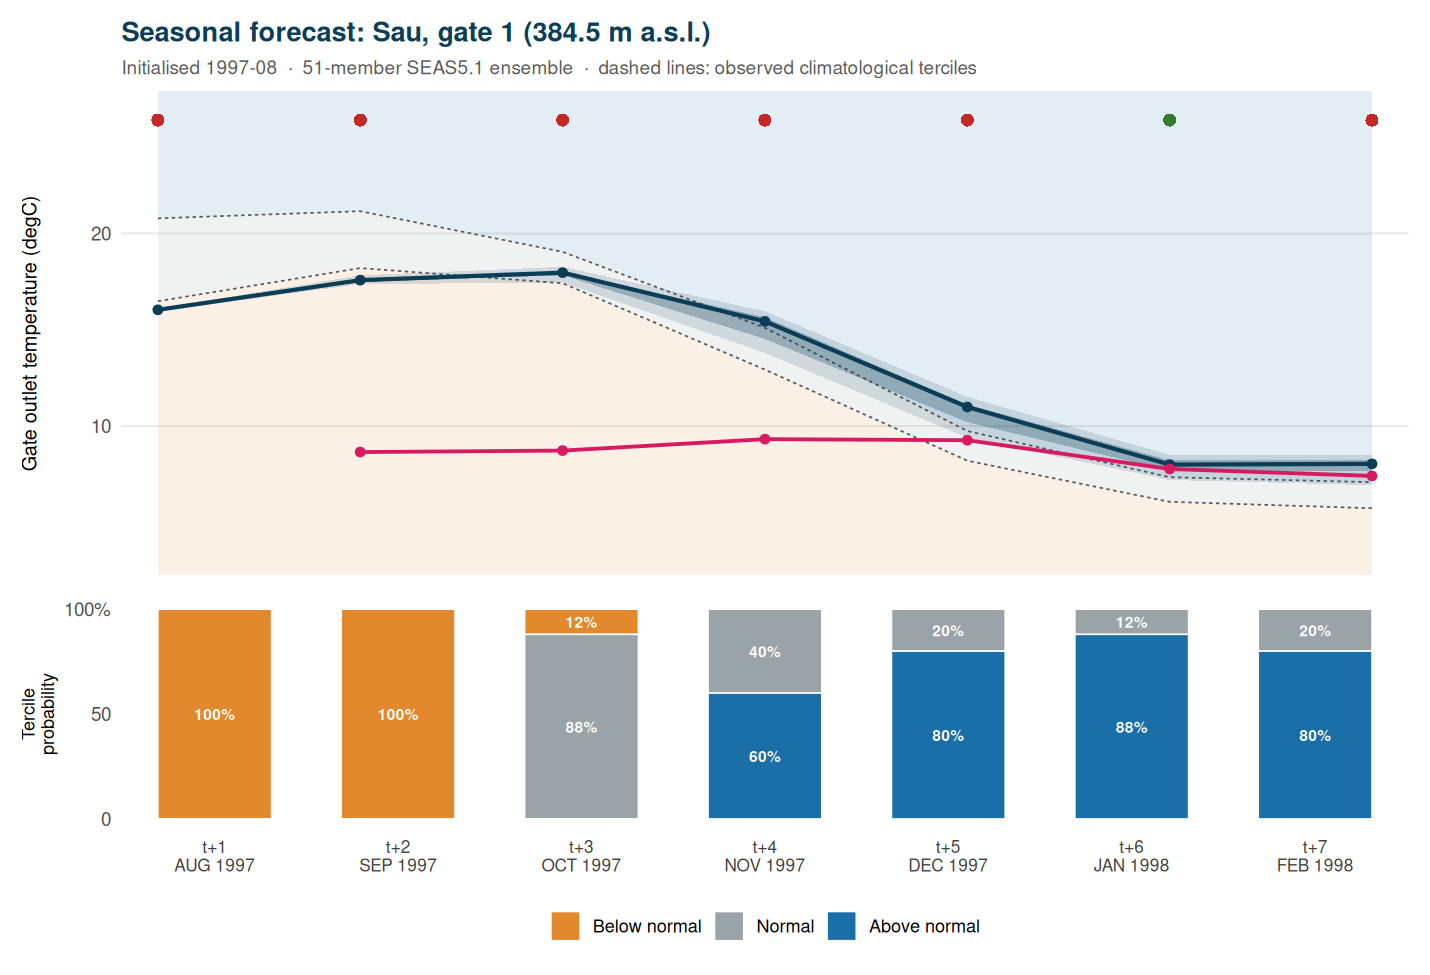 Seasonal forecast: Sau, gate 1 (384.5 m a.s.l.)
Initialised 1997-08 · 51-member SEAS5.1 ensemble · dashed lines: observed climatological terciles
Gate outlet temperature (degC)
20
10
Tercile
probability
100%
50
0
100%
100%
12%
88%
40%
60%
20%
80%
12%
88%
20%
80%
t+1
AUG 1997
t+2
SEP 1997
t+3
OCT 1997
t+4
NOV 1997
t+5
DEC 1997
t+6
JAN 1998
t+7
FEB 1998
Below normal
Normal
Above normal